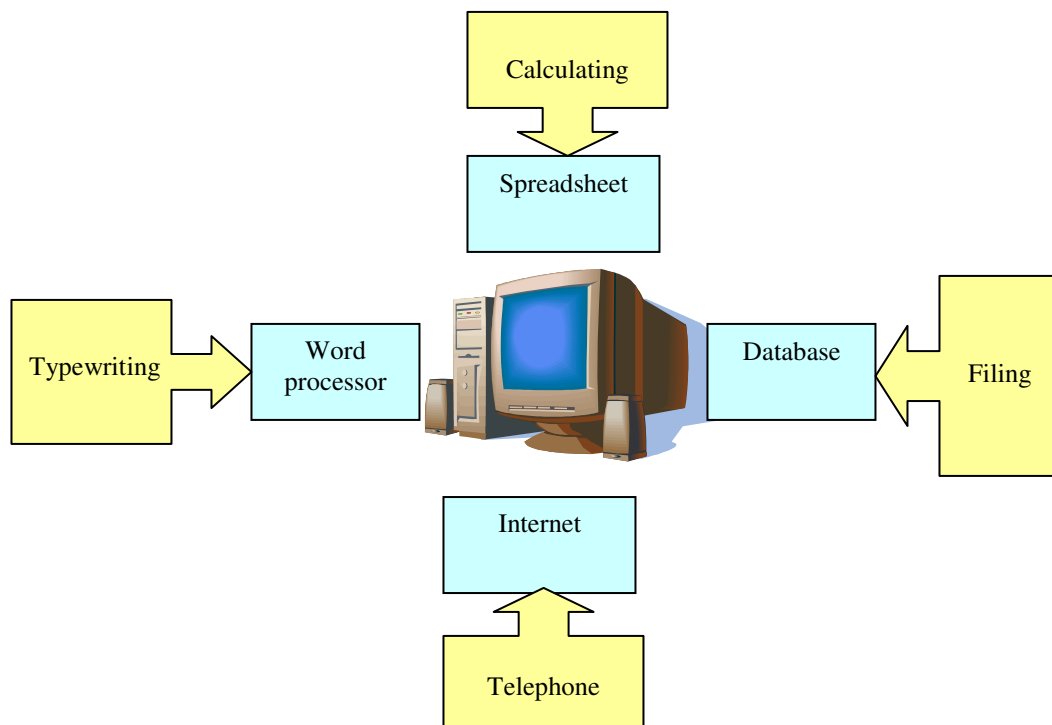 Calculating
Spreadsheet
Typewriting
Word
processor
Database
Filing
Internet
Telephone